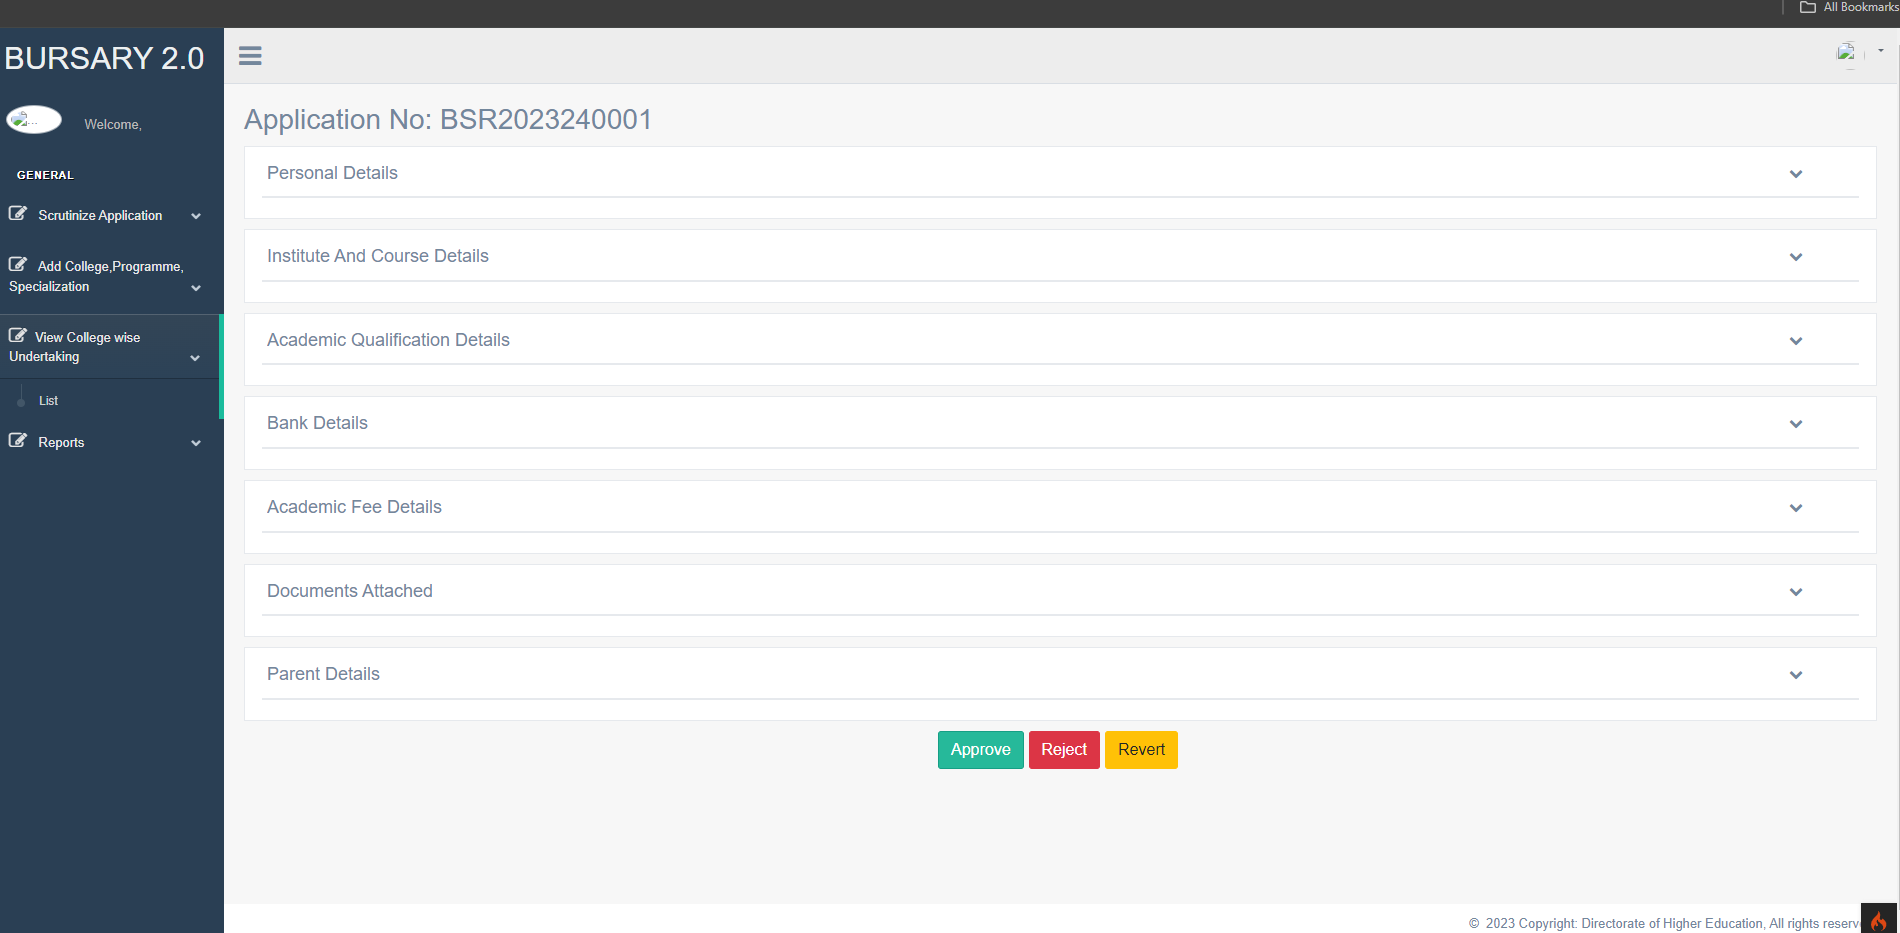 All Bookmarks
BURSARY 2.0
Welcome,
GENERAL
Scrutinize Application
Add College,Programme,
Specialization
View College wise
Undertaking
List
Reports
Application No: BSR2023240001
Personal Details
Institute And Course Details
Academic Qualification Details
Bank Details
Academic Fee Details
Documents Attached
Parent Details
Approve Reject Revert
© 2023 Copyright: Directorate of Higher Education, All rights reserv